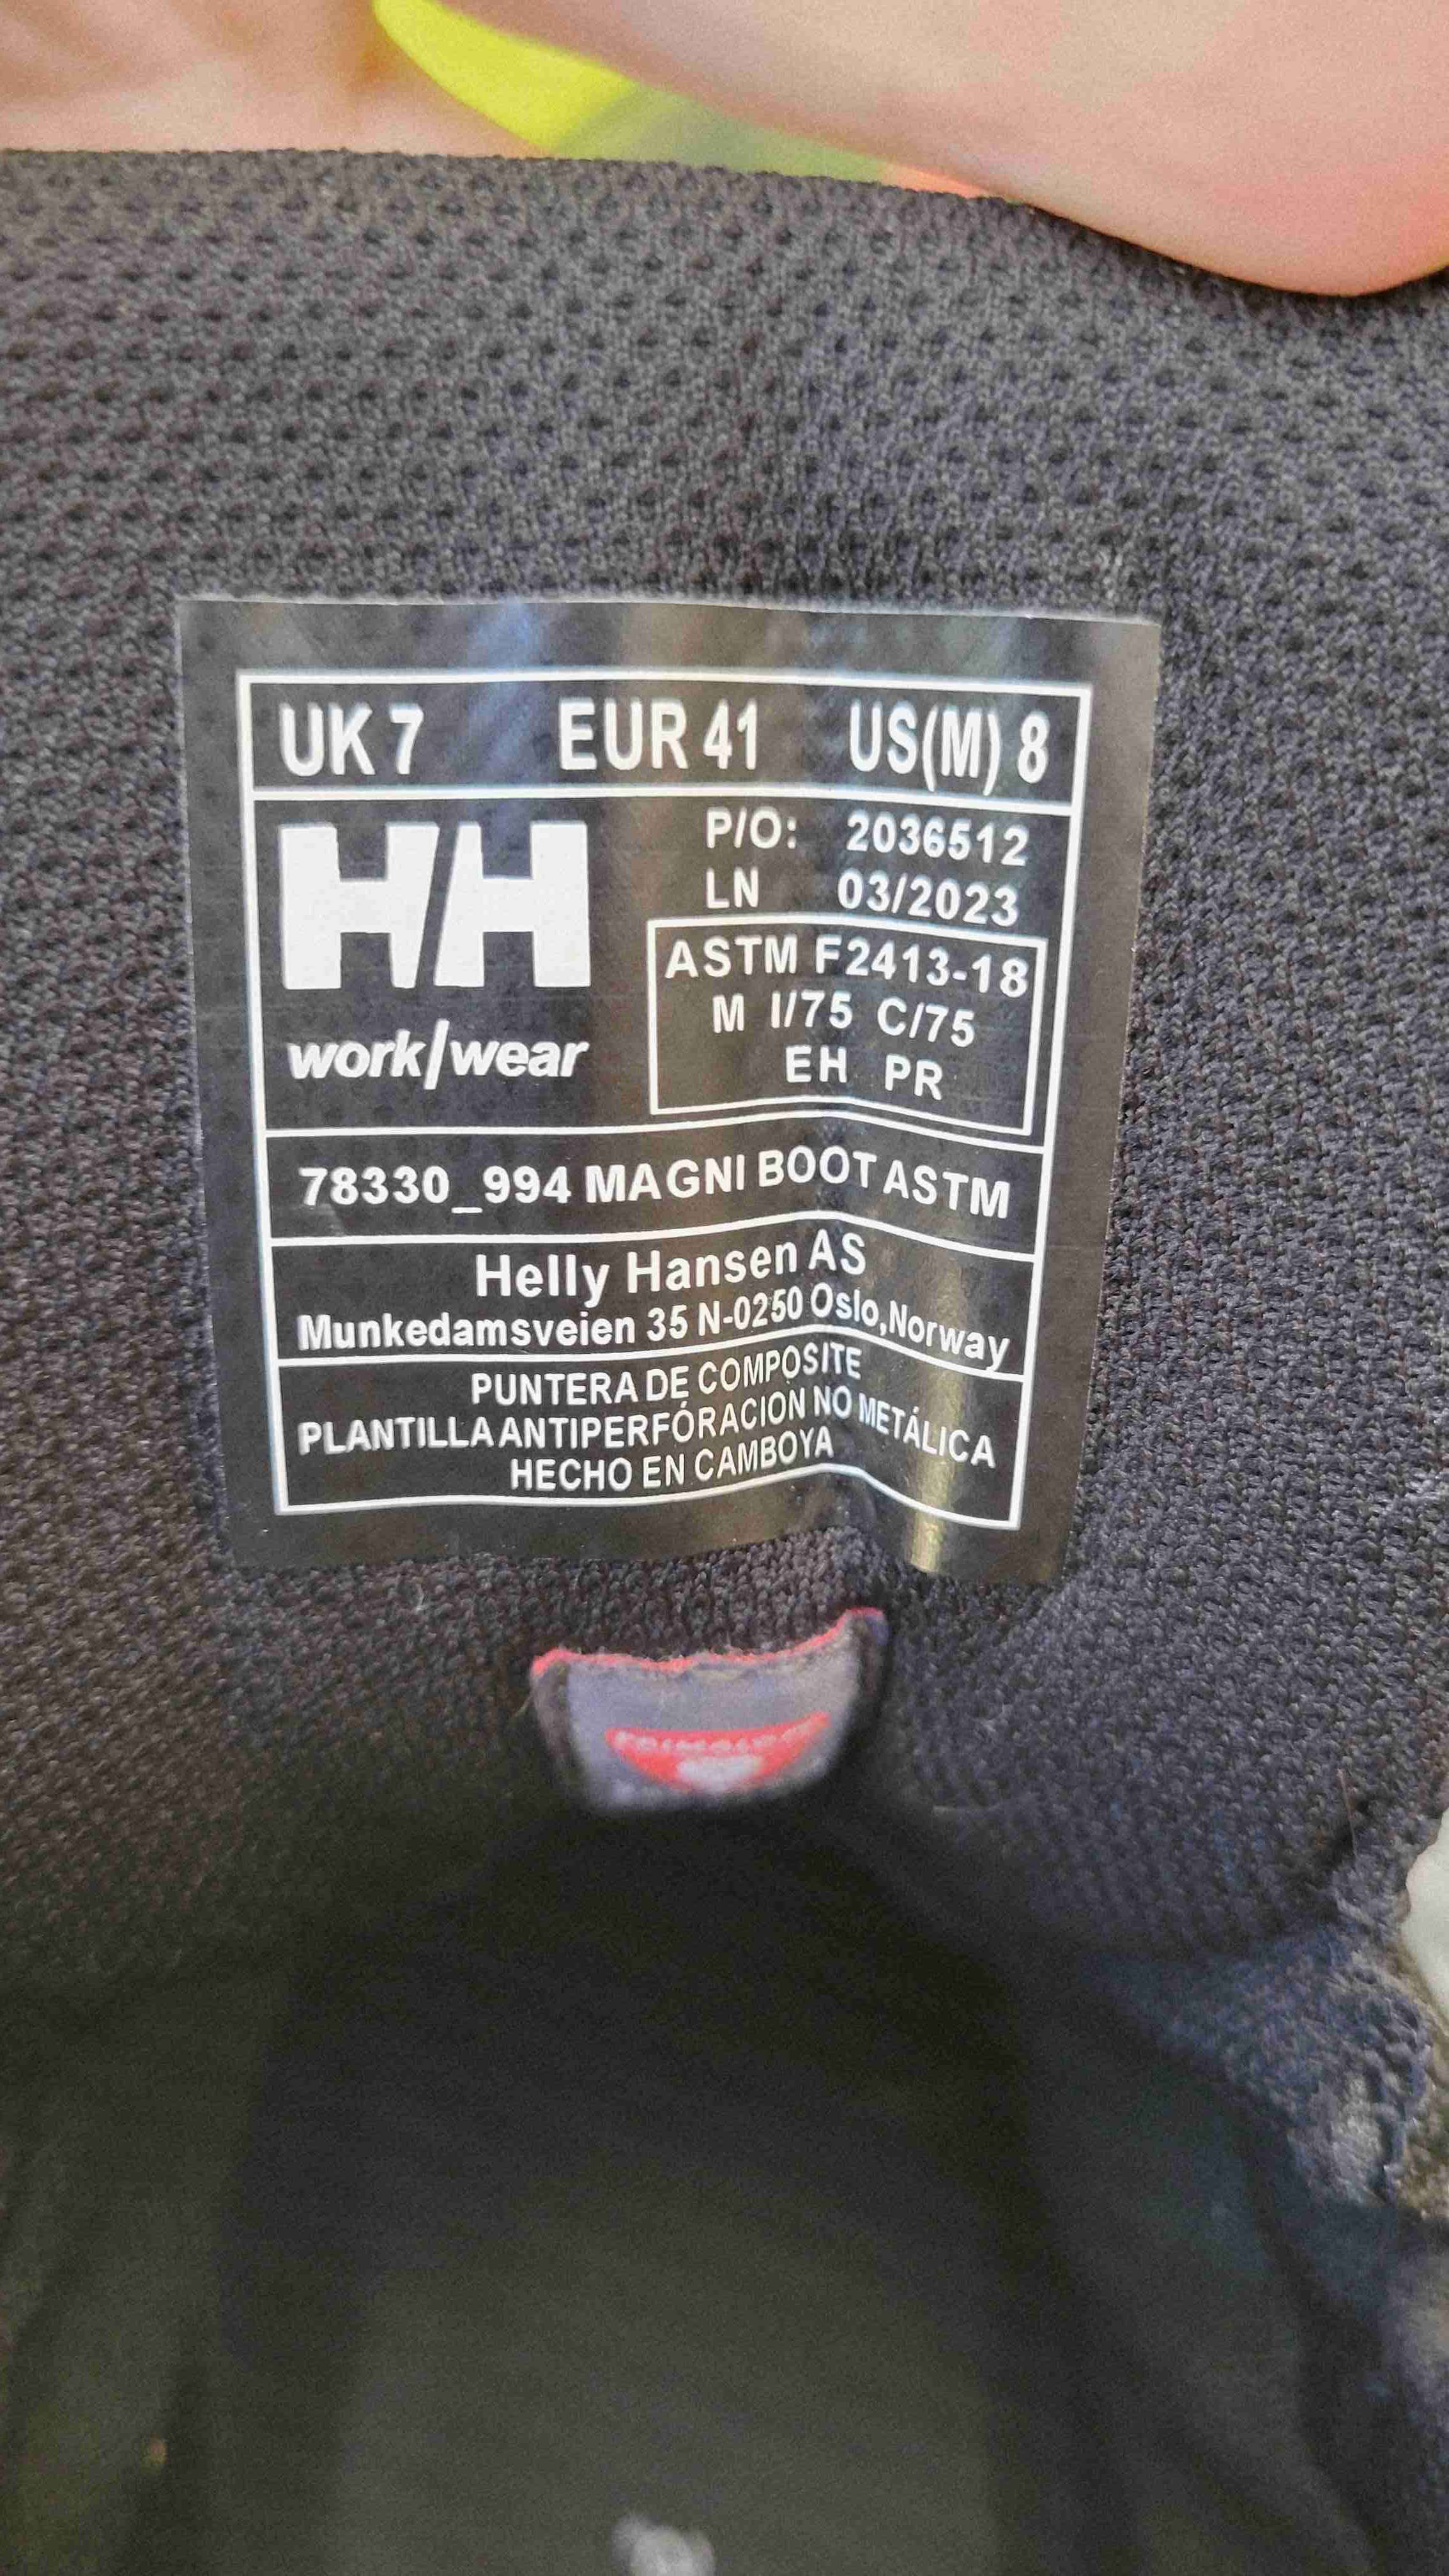 UK 7 EUR 41 US(M) 8
HH
work/wear
P/O: 2036512
LN 03/2023
ASTM F2413-18
M I/75 C/75
EH PR
78330_994 MAGNI BOOT ASTM
Helly Hansen AS
Munkedamsveien 35 N-0250 Oslo,Norway
PUNTERA DE COMPOSITE
PLANTILLA ANTIPERFÓRACION NO METÁLICA
HECHO EN CAMBOYA